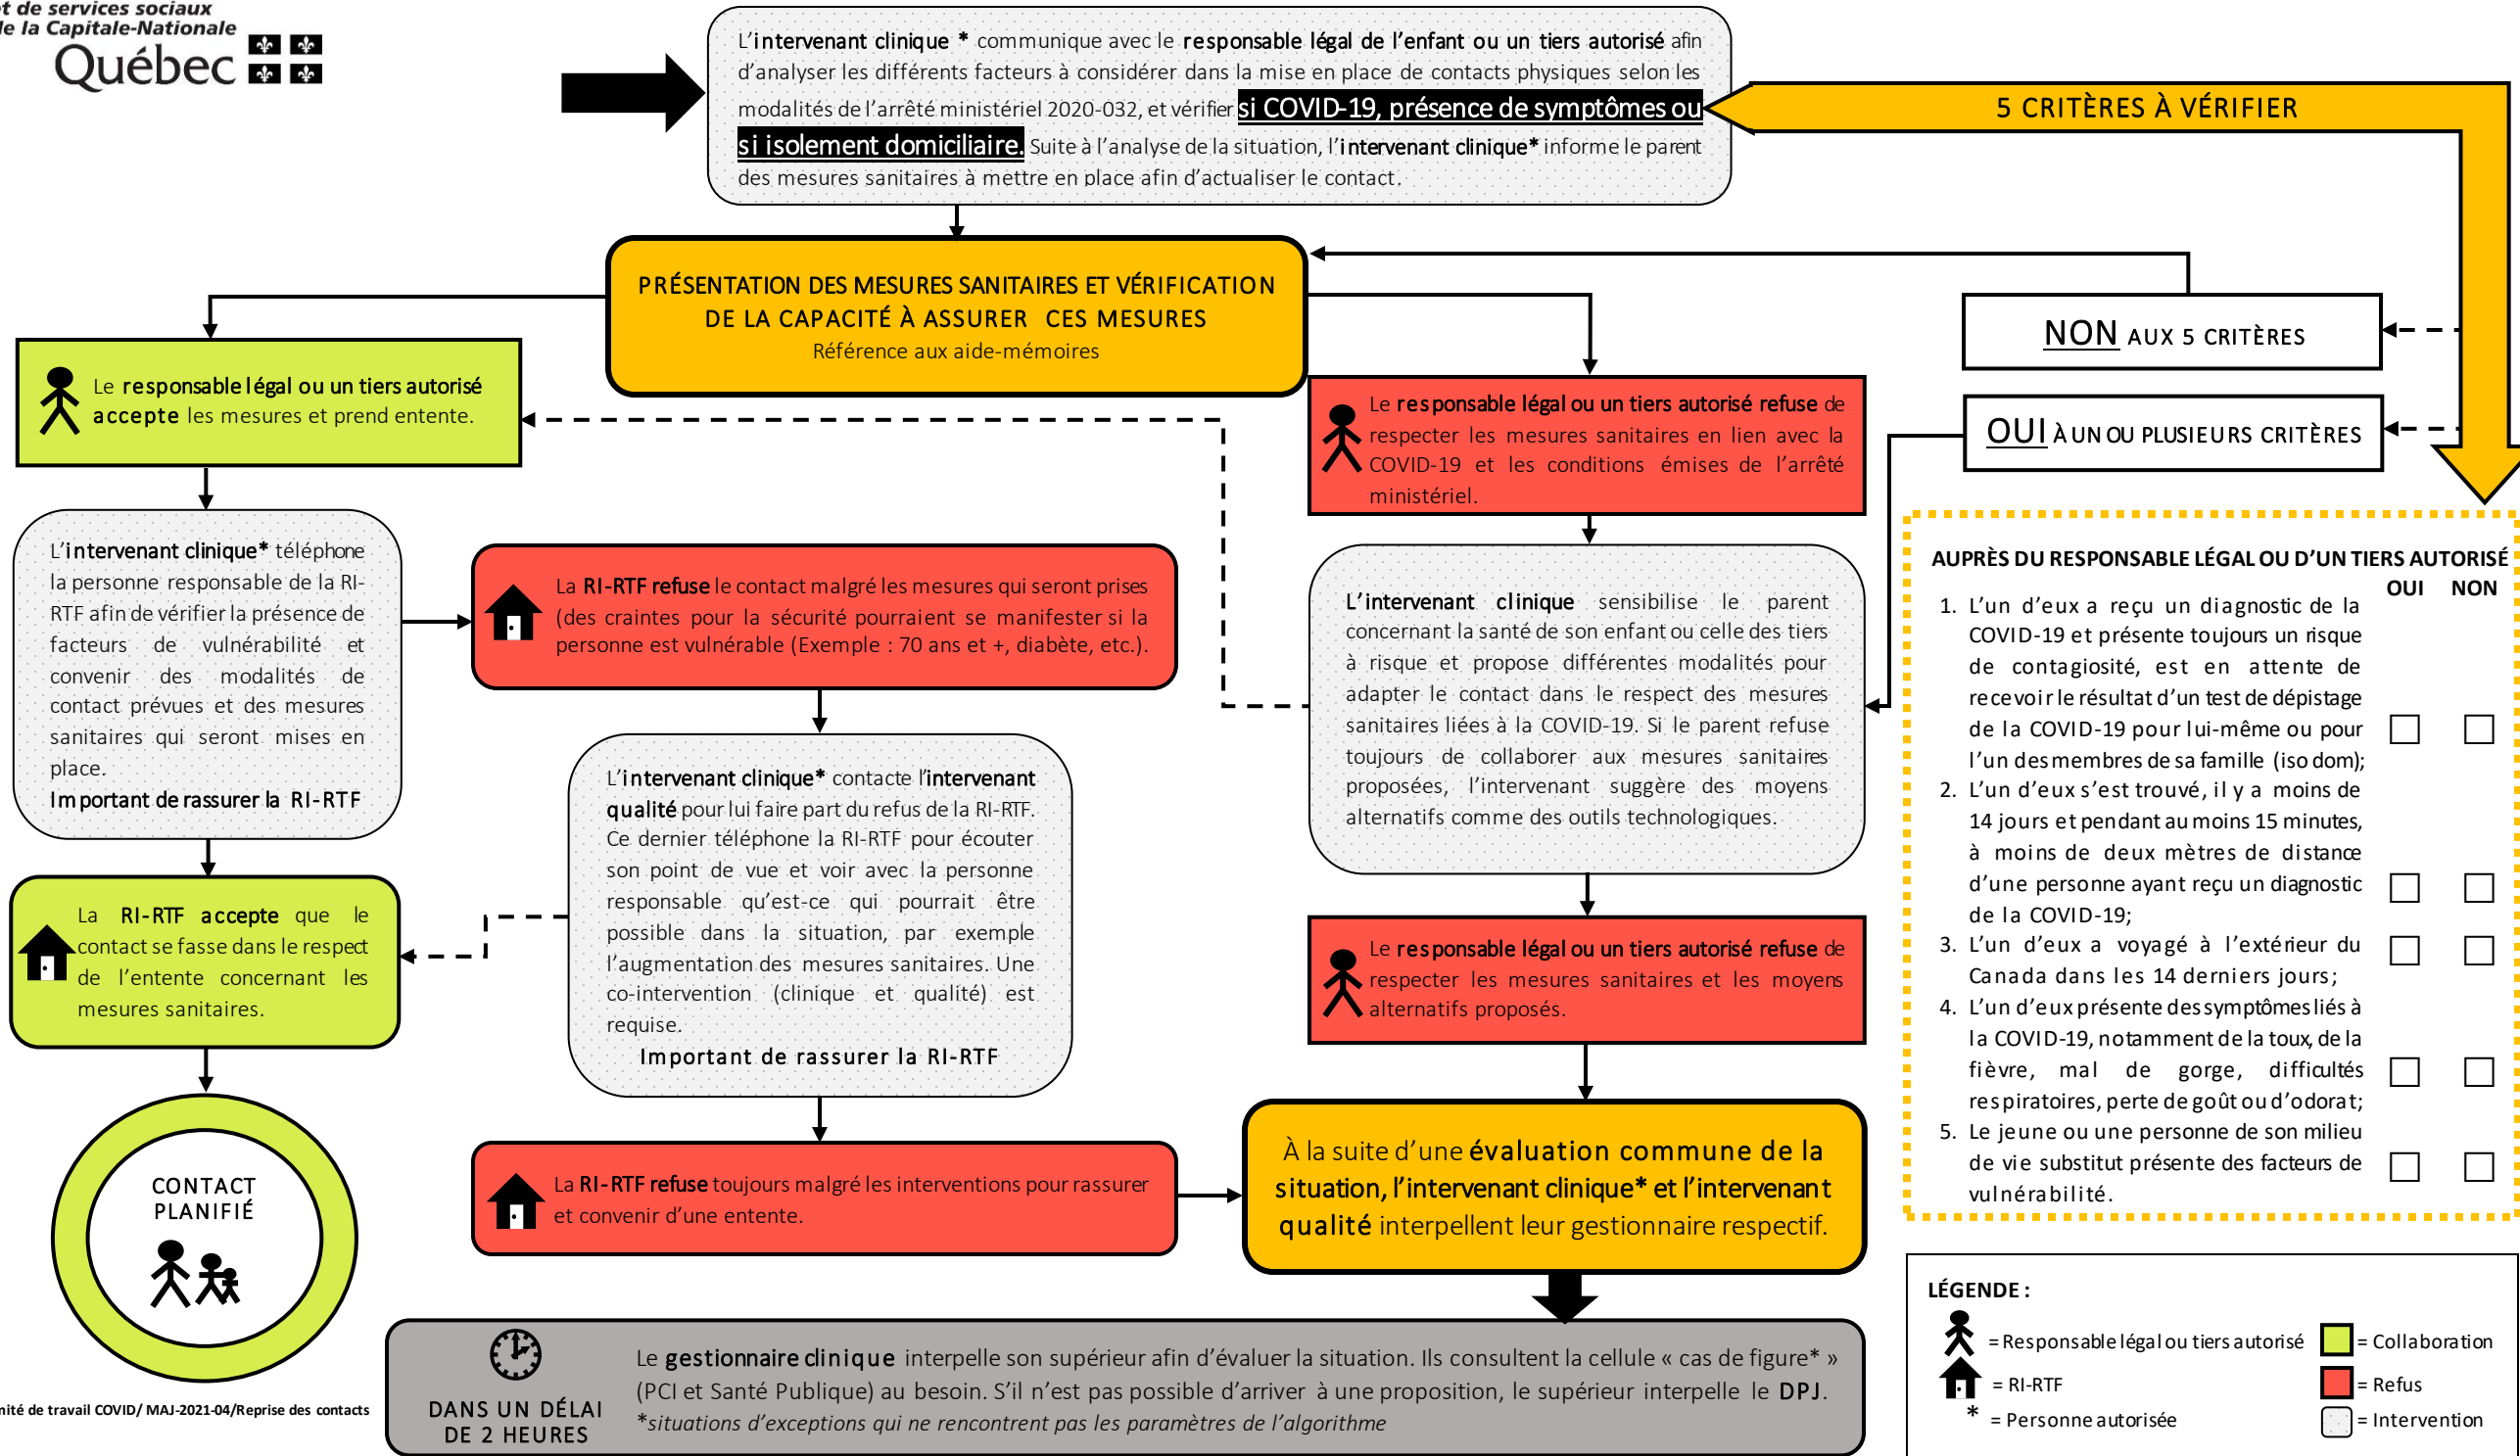 et de services sociaux
de la Capitale-Nationale
Québec
L'intervenant clinique * communique avec le responsable légal de l'enfant ou un tiers autorisé afin
d'analyser les différents facteurs à considérer dans la mise en place de contacts physiques selon les
modalités de l'arrêté ministériel 2020-032, et vérifier si COVID-19, présence de symptômes ou
si isolement domiciliaire. Suite à l'analyse de la situation, l'intervenant clinique* informe le parent
des mesures sanitaires à mettre en place afin d'actualiser le contact.
5 CRITÈRES À VÉRIFIER
PRÉSENTATION DES MESURES SANITAIRES ET VÉRIFICATION
DE LA CAPACITÉ À ASSURER CES MESURES
Référence aux aide-mémoires
NON AUX 5 CRITÈRES
OUI À UN OU PLUSIEURS CRITÈRES
Le responsable légal ou un tiers autorisé
accepte les mesures et prend entente.
Le responsable légal ou un tiers autorisé refuse de
respecter les mesures sanitaires en lien avec la
COVID-19 et les conditions émises de l'arrêté
ministériel.
L'intervenant clinique* téléphone
la personne responsable de la RI-
RTF afin de vérifier la présence de
facteurs de vulnérabilité et
convenir des modalités de
contact prévues et des mesures
sanitaires qui seront mises en
place.
Important de rassurer la RI-RTF
La RI-RTF refuse le contact malgré les mesures qui seront prises
(des craintes pour la sécurité pourraient se manifester si la
personne est vulnérable (Exemple : 70 ans et +, diabète, etc.).
L'intervenant clinique sensibilise le parent
concernant la santé de son enfant ou celle des tiers
à risque et propose différentes modalités pour
adapter le contact dans le respect des mesures
sanitaires liées à la COVID-19. Si le parent refuse
toujours de collaborer aux mesures sanitaires
proposées, l'intervenant suggère des moyens
alternatifs comme des outils technologiques.
L'intervenant clinique* contacte l'intervenant
qualité pour lui faire part du refus de la RI-RTF.
Ce dernier téléphone la RI-RTF pour écouter
son point de vue et voir avec la personne
responsable qu'est-ce qui pourrait être
possible dans la situation, par exemple
l'augmentation des mesures sanitaires. Une
co-intervention (clinique et qualité) est
requise.
Important de rassurer la RI-RTF
La RI-RTF accepte que le
contact se fasse dans le respect
de l'entente concernant les
mesures sanitaires.
Le responsable légal ou un tiers autorisé refuse de
respecter les mesures sanitaires et les moyens
alternatifs proposés.
CONTACT
PLANIFIÉ
La RI-RTF refuse toujours malgré les interventions pour rassurer
et convenir d'une entente.
À la suite d'une évaluation commune de la
situation, l'intervenant clinique* et l'intervenant
qualité interpellent leur gestionnaire respectif.
DANS UN DÉLAI
DE 2 HEURES
Le gestionnaire clinique interpelle son supérieur afin d'évaluer la situation. Ils consultent la cellule « cas de figure* »
(PCI et Santé Publique) au besoin. S'il n'est pas possible d'arriver à une proposition, le supérieur interpelle le DPJ.
*situations d'exceptions qui ne rencontrent pas les paramètres de l'algorithme
AUPRÈS DU RESPONSABLE LÉGAL OU D'UN TIERS AUTORISÉ
OUI NON
1. L'un d'eux a reçu un diagnostic de la
COVID-19 et présente toujours un risque
de contagiosité, est en attente de
recevoir le résultat d'un test de dépistage
de la COVID-19 pour lui-même ou pour
l'un des membres de sa famille (iso dom);
2. L'un d'eux s'est trouvé, il y a moins de
14 jours et pendant au moins 15 minutes,
à moins de deux mètres de distance
d'une personne ayant reçu un diagnostic
de la COVID-19;
3. L'un d'eux a voyagé à l'extérieur du
Canada dans les 14 derniers jours;
4. L'un d'eux présente des symptômes liés à
la COVID-19, notamment de la toux, de la
fièvre, mal de gorge, difficultés
respiratoires, perte de goût ou d'odorat;
5. Le jeune ou une personne de son milieu
de vie substitut présente des facteurs de
vulnérabilité.
LÉGENDE :
= Responsable légal ou tiers autorisé
= Collaboration
= RI-RTF
= Refus
* = Personne autorisée
= Intervention
mité de travail COVID/ MAJ-2021-04/Reprise des contacts